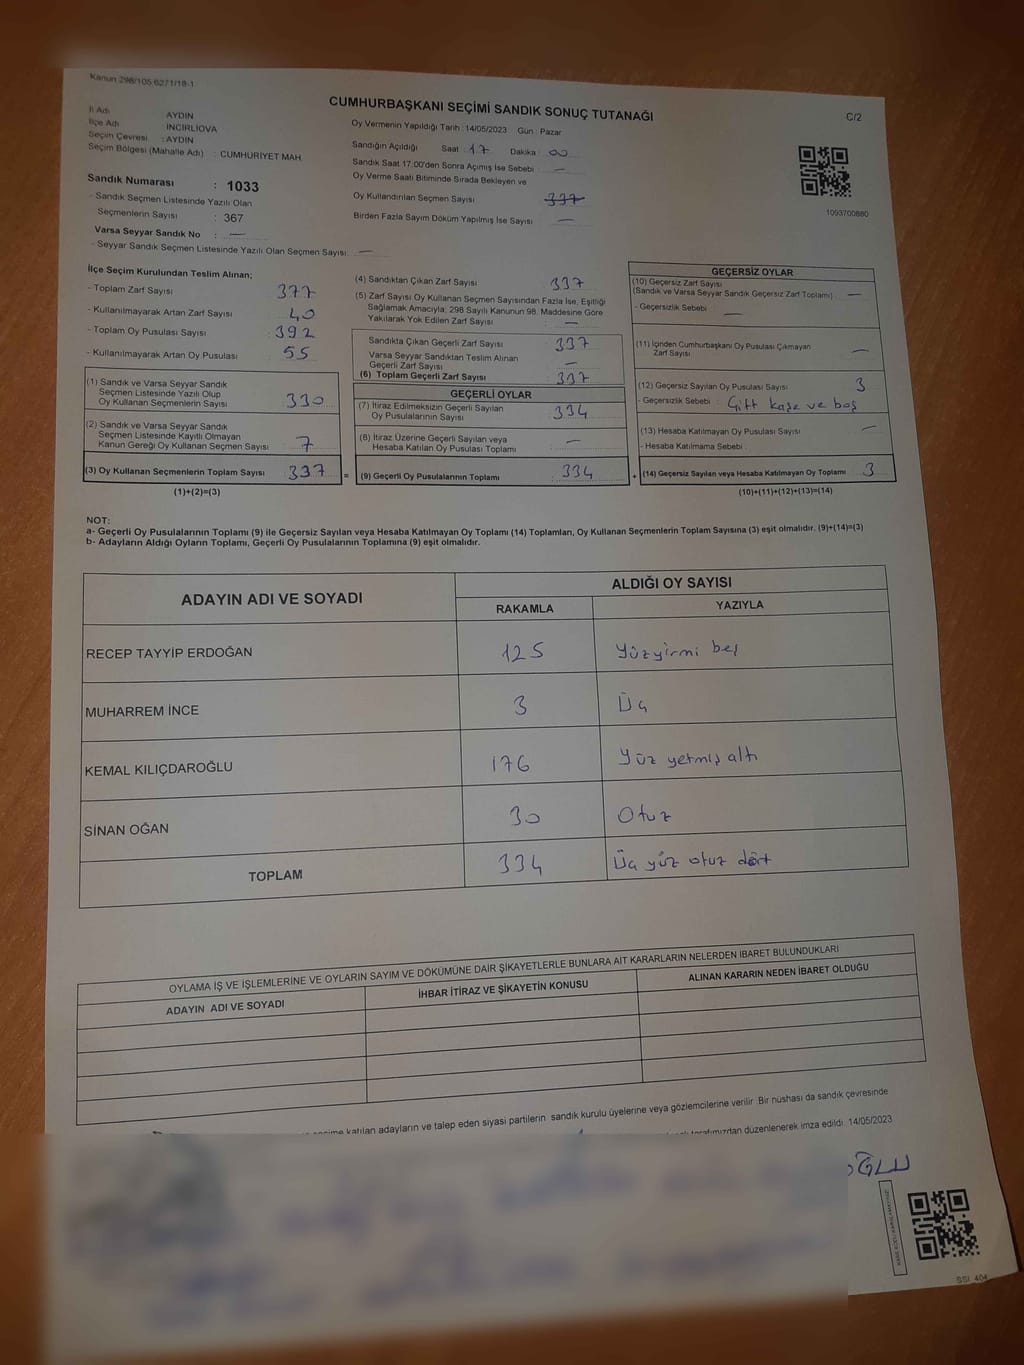 Kanun 298/105 6271/18-1
CUMHURBAŞKANI SEÇİMİ SANDIK SONUÇ TUTANAĞI
C/2
İl Adı AYDIN
İlçe Adı İNCİRLİOVA
Seçim Çevresi : AYDIN
Seçim Bölgesi (Mahalle Adı) : CUMHURİYET MAH.
Sandık Numarası : 1033
- Sandık Seçmen Listesinde Yazılı Olan
Seçmenlerin Sayısı : 367
Varsa Seyyar Sandık No : —
- Seyyar Sandık Seçmen Listesinde Yazılı Olan Seçmen Sayısı: —
Oy Vermenin Yapıldığı Tarih : 14/05/2023 Gün : Pazar
Sandığın Açıldığı Saat : 17 Dakika : 00
Sandık Saat 17.00'den Sonra Açımış İse Sebebi : —
Oy Verme Saati Bitiminde Sırada Bekleyen ve
Oy Kullandırılan Seçmen Sayısı 337
Birden Fazla Sayım Döküm Yapılmış İse Sayısı —
1093700880
İlçe Seçim Kurulundan Teslim Alınan;
- Toplam Zarf Sayısı 377
- Kullanılmayarak Artan Zarf Sayısı 40
- Toplam Oy Pusulası Sayısı 392
- Kullanılmayarak Artan Oy Pusulası 55
(1) Sandık ve Varsa Seyyar Sandık
Seçmen Listesinde Yazılı Olup
Oy Kullanan Seçmenlerin Sayısı 330
(2) Sandık ve Varsa Seyyar Sandık
Seçmen Listesinde Kayıtlı Olmayan
Kanun Gereği Oy Kullanan Seçmen Sayısı 7
(3) Oy Kullanan Seçmenlerin Toplam Sayısı 337 =
(1)+(2)=(3)
(4) Sandıktan Çıkan Zarf Sayısı 337
(5) Zarf Sayısı Oy Kullanan Seçmen Sayısından Fazla İse, Eşitliği
Sağlamak Amacıyla; 298 Sayılı Kanunun 98. Maddesine Göre
Yakılarak Yok Edilen Zarf Sayısı : —
Sandıkta Çıkan Geçerli Zarf Sayısı 337
Varsa Seyyar Sandıktan Teslim Alınan
Geçerli Zarf Sayısı —
(6) Toplam Geçerli Zarf Sayısı 337
GEÇERLİ OYLAR
(7) İtiraz Edilmeksizin Geçerli Sayılan
Oy Pusulalarının Sayısı 334
(8) İtiraz Üzerine Geçerli Sayılan veya
Hesaba Katılan Oy Pusulası Toplamı —
(9) Geçerli Oy Pusulalarının Toplamı 334 +
GEÇERSİZ OYLAR
(10) Geçersiz Zarf Sayısı
(Sandık ve Varsa Seyyar Sandık Geçersiz Zarf Toplamı) : —
- Geçersizlik Sebebi : —
(11) İçinden Cumhurbaşkanı Oy Pusulası Çıkmayan
Zarf Sayısı —
(12) Geçersiz Sayılan Oy Pusulası Sayısı 3
- Geçersizlik Sebebi : Çift kaşe ve boş
(13) Hesaba Katılmayan Oy Pusulası Sayısı —
- Hesaba Katılmama Sebebi :
(14) Geçersiz Sayılan veya Hesaba Katılmayan Oy Toplamı 3
(10)+(11)+(12)+(13)=(14)
NOT:
a- Geçerli Oy Pusulalarının Toplamı (9) ile Geçersiz Sayılan veya Hesaba Katılmayan Oy Toplamı (14) Toplamları, Oy Kullanan Seçmenlerin Toplam Sayısına (3) eşit olmalıdır. (9)+(14)=(3)
b- Adayların Aldığı Oyların Toplamı, Geçerli Oy Pusulalarının Toplamına (9) eşit olmalıdır.
ADAYIN ADI VE SOYADI ALDIĞI OY SAYISI
RAKAMLA YAZIYLA
RECEP TAYYİP ERDOĞAN 125 Yüzyirmi beş
MUHARREM İNCE 3 Üç
KEMAL KILIÇDAROĞLU 176 Yüz yetmiş altı
SİNAN OĞAN 30 Otuz
TOPLAM 334 Üç yüz otuz dört
OYLAMA İŞ VE İŞLEMLERİNE VE OYLARIN SAYIM VE DÖKÜMÜNE DAİR ŞİKAYETLERLE BUNLARA AİT KARARLARIN NELERDEN İBARET BULUNDUKLARI
ADAYIN ADI VE SOYADI İHBAR İTİRAZ VE ŞİKAYETİN KONUSU ALINAN KARARIN NEDEN İBARET OLDUĞU
katılan adayların ve talep eden siyasi partilerin sandık kurulu üyelerine veya gözlemcilerine verilir. Bir nüshası da sandık çevresinde
tarafımızdan düzenlenerek imza edildi. 14/05/2023
OĞLU
SSI 404